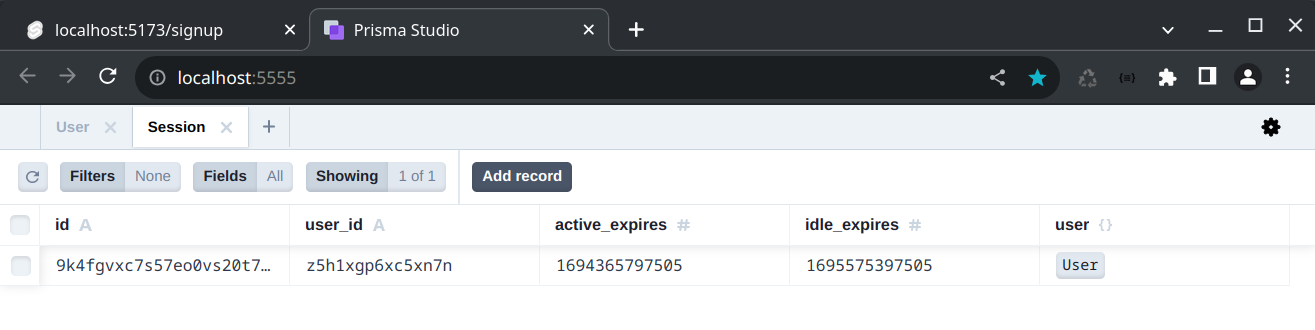 localhost:5173/signup Prisma Studio
localhost:5555
User Session
Filters None Fields All Showing 1 of 1 Add record
id A user_id A active_expires # idle_expires # user {}
9k4fgvxc7s57eo0vs20t7… z5h1xgp6xc5xn7n 1694365797505 1695575397505 User